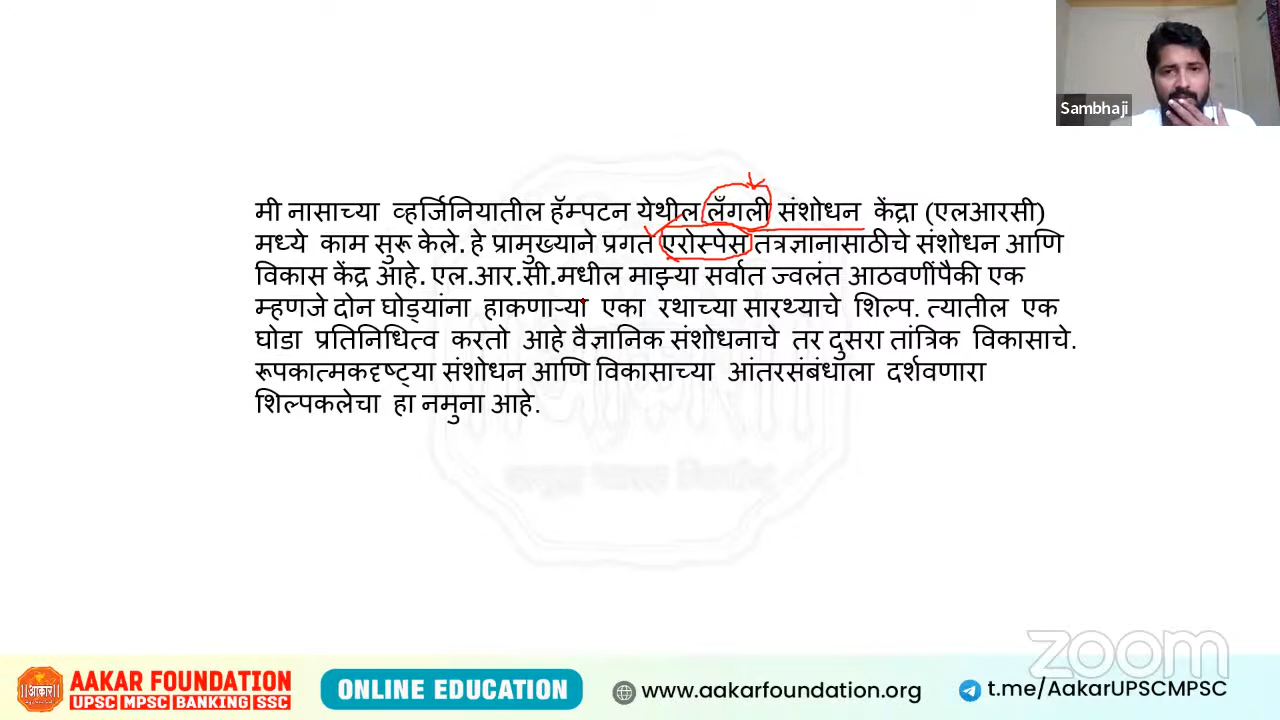 Sambhaji
मी नासाच्या व्हर्जिनियातील हॅम्पटन येथील लँगली संशोधन केंद्रा (एलआरसी)
मध्ये काम सुरू केले. हे प्रामुख्याने प्रगत एरोस्पेस तत्रज्ञानासाठीचे संशोधन आणि
विकास केंद्र आहे. एल.आर.सी.मधील माझ्या सर्वात ज्वलंत आठवणींपैकी एक
म्हणजे दोन घोड्यांना हाकणाऱ्या एका रथाच्या सारथ्याचे शिल्प. त्यातील एक
घोडा प्रतिनिधित्व करतो आहे वैज्ञानिक संशोधनाचे तर दुसरा तांत्रिक विकासाचे.
रूपकात्मकदृष्ट्या संशोधन आणि विकासाच्या आंतरसंबंधाला दर्शवणारा
शिल्पकलेचा हा नमुना आहे.
zoom
॥आकार॥
AAKAR FOUNDATION
UPSC MPSC BANKING SSC
ONLINE EDUCATION
www.aakarfoundation.org
t.me/AakarUPSCMPSC